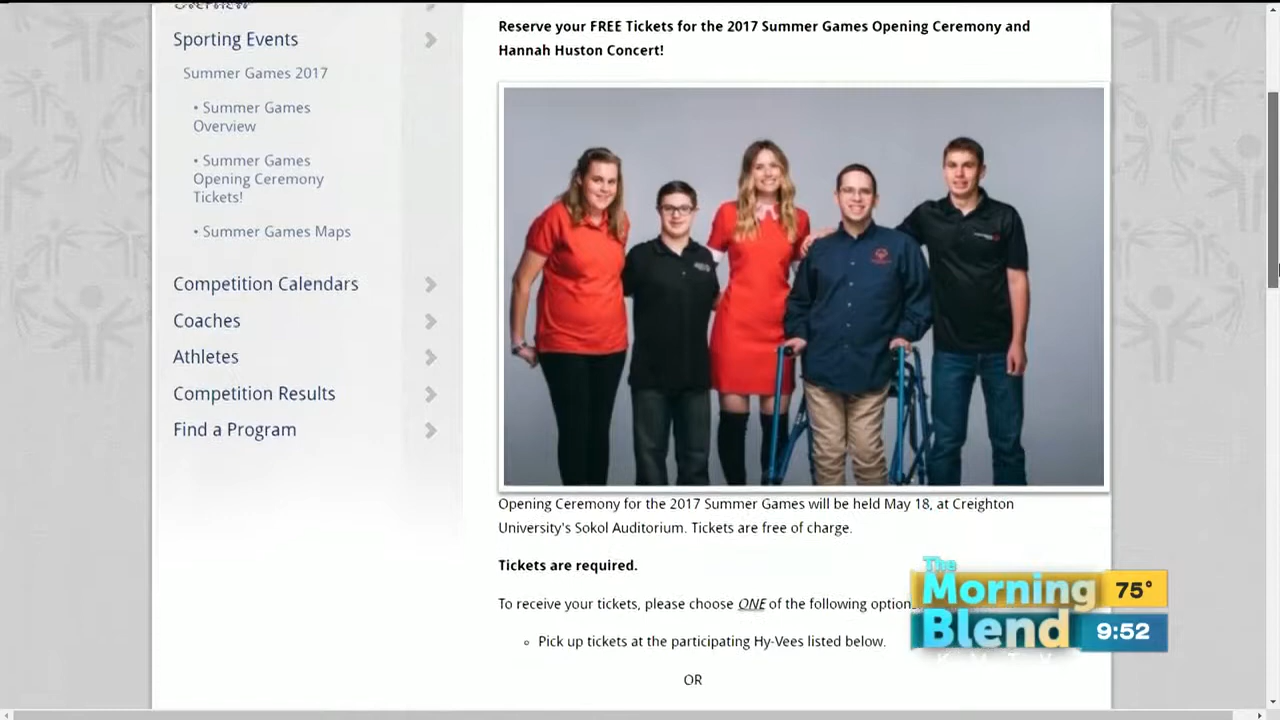 Sporting Events
Summer Games 2017
• Summer Games
Overview
• Summer Games
Opening Ceremony
Tickets!
• Summer Games Maps
Competition Calendars
Coaches
Athletes
Competition Results
Find a Program
Reserve your FREE Tickets for the 2017 Summer Games Opening Ceremony and
Hannah Huston Concert!
Opening Ceremony for the 2017 Summer Games will be held May 18, at Creighton
University's Sokol Auditorium. Tickets are free of charge.
Tickets are required.
To receive your tickets, please choose ONE of the following option
◦ Pick up tickets at the participating Hy-Vees listed below.
OR
The
Morning
Blend
75°
9:52